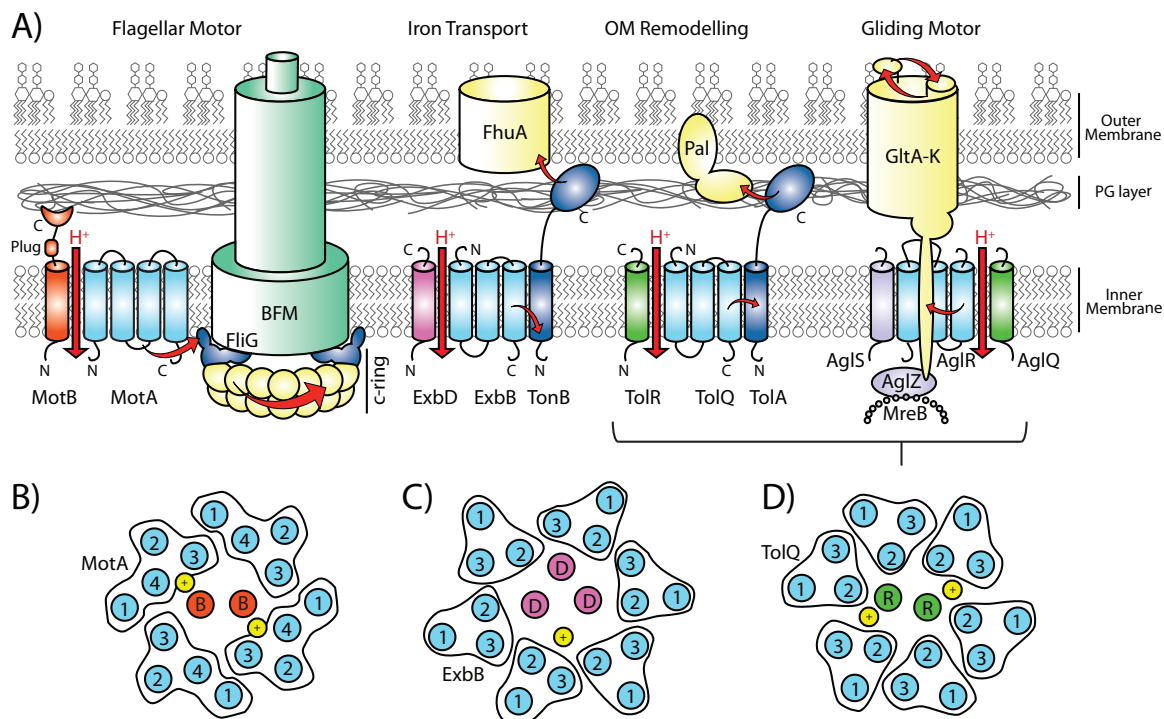 A)
Flagellar Motor
Iron Transport
OM Remodelling
Gliding Motor
FhuA
Pal
GltA-K
Outer
Membrane
PG layer
Inner
Membrane
C
Plug
H+
N
N
C
MotB
MotA
BFM
FliG
c-ring
C
C
H+
N
N
C
N
ExbD
ExbB
TonB
C
C
H+
N
N
C
N
TolR
TolQ
TolA
H+
AglS
AglR
AglQ
AglZ
MreB
B)
MotA
1
4
2
3
2
3
4
1
+
B
B
+
1
4
3
2
3
2
4
1
C)
ExbB
1
3
2
1
3
2
D
D
D
3
2
1
2
1
3
+
2
3
1
2
3
1
D)
TolQ
1
3
2
1
2
3
3
1
2
R
R
+
+
2
1
3
3
2
1
2
3
1